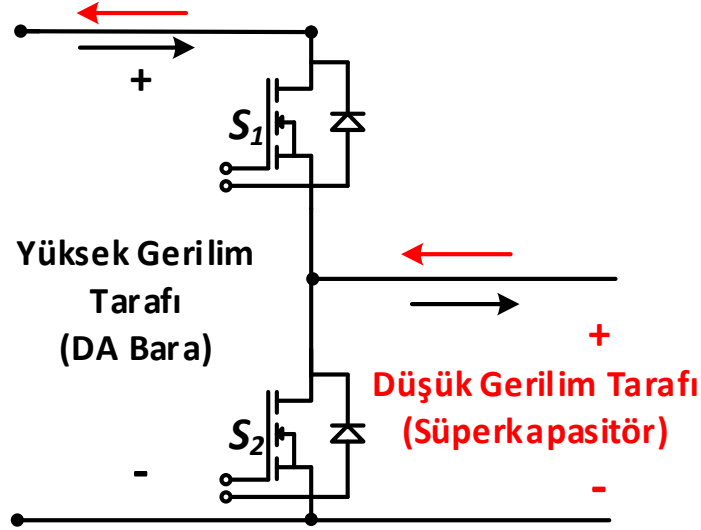 +
S1
Yüksek Gerilim
Tarafı
(DA Bara)
+
Düşük Gerilim Tarafı
(Süperkapasitör)
S2
-
-